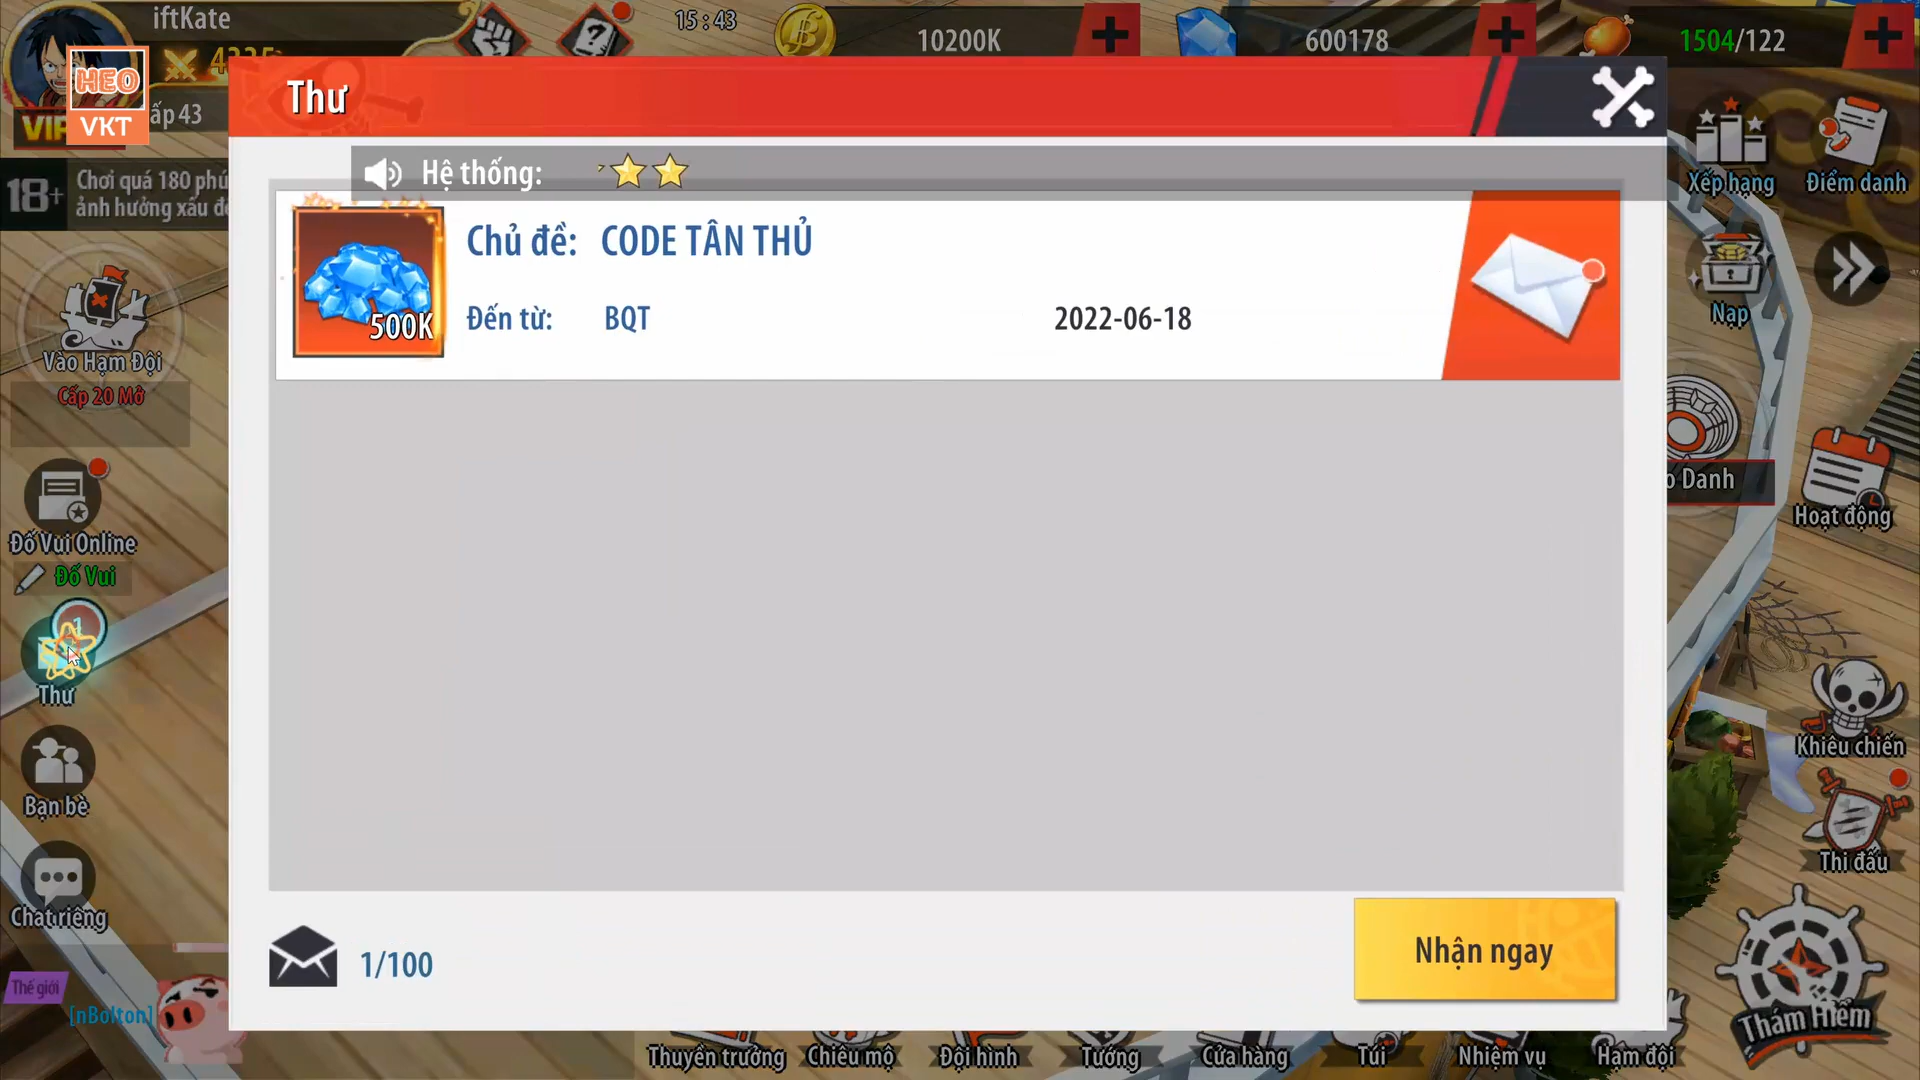 iftKate
15 : 43
10200K
600178
1504/122
HEO
VKT
VIP
ấp 43
18+
Chơi quá 180 phú
ảnh hưởng xấu đế
Thư
Hệ thống:
Chủ đề: CODE TÂN THỦ
Đến từ: BQT
2022-06-18
500K
Xếp hạng
Điểm danh
Nạp
Vào Hạm Đội
Cấp 20 Mở
Đố Vui Online
Đố Vui
1
Thư
Bạn bè
Chat riêng
Thế giới
[nBolton]
Danh
Hoạt động
Khiêu chiến
Thi đấu
Thám Hiểm
1/100
Nhận ngay
Thuyền trưởng
Chiêu mộ
Đội hình
Tướng
Cửa hàng
Túi
Nhiệm vụ
Hạm đội